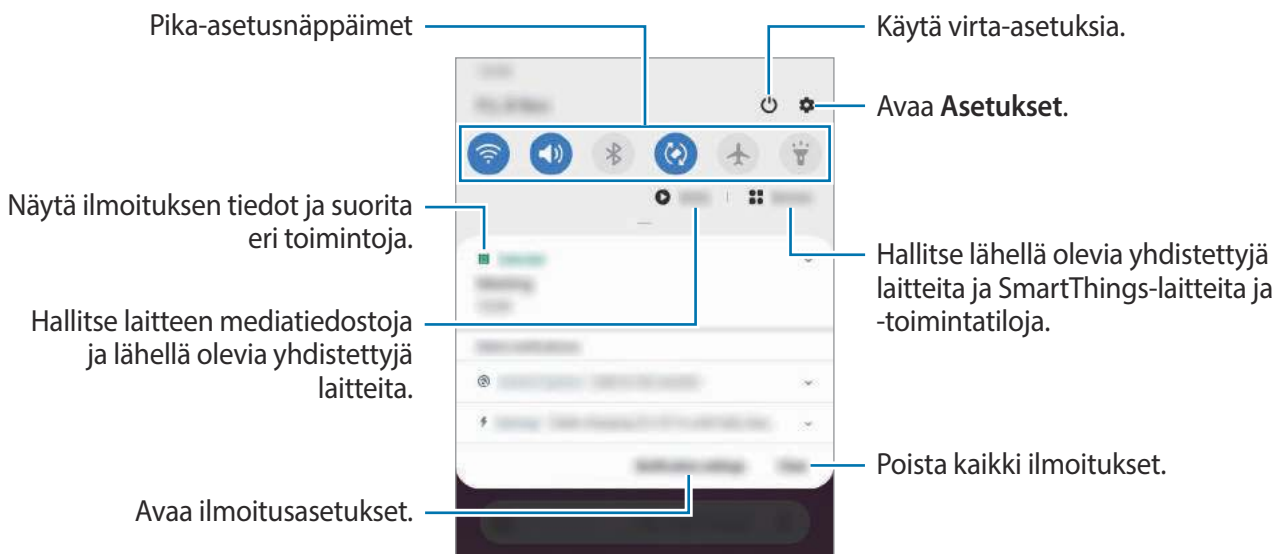 Pika-asetusnäppäimet
Käytä virta-asetuksia.
Avaa Asetukset.
Näytä ilmoituksen tiedot ja suorita
eri toimintoja.
Hallitse lähellä olevia yhdistettyjä
laitteita ja SmartThings-laitteita ja
-toimintatiloja.
Hallitse laitteen mediatiedostoja
ja lähellä olevia yhdistettyjä
laitteita.
Poista kaikki ilmoitukset.
Avaa ilmoitusasetukset.